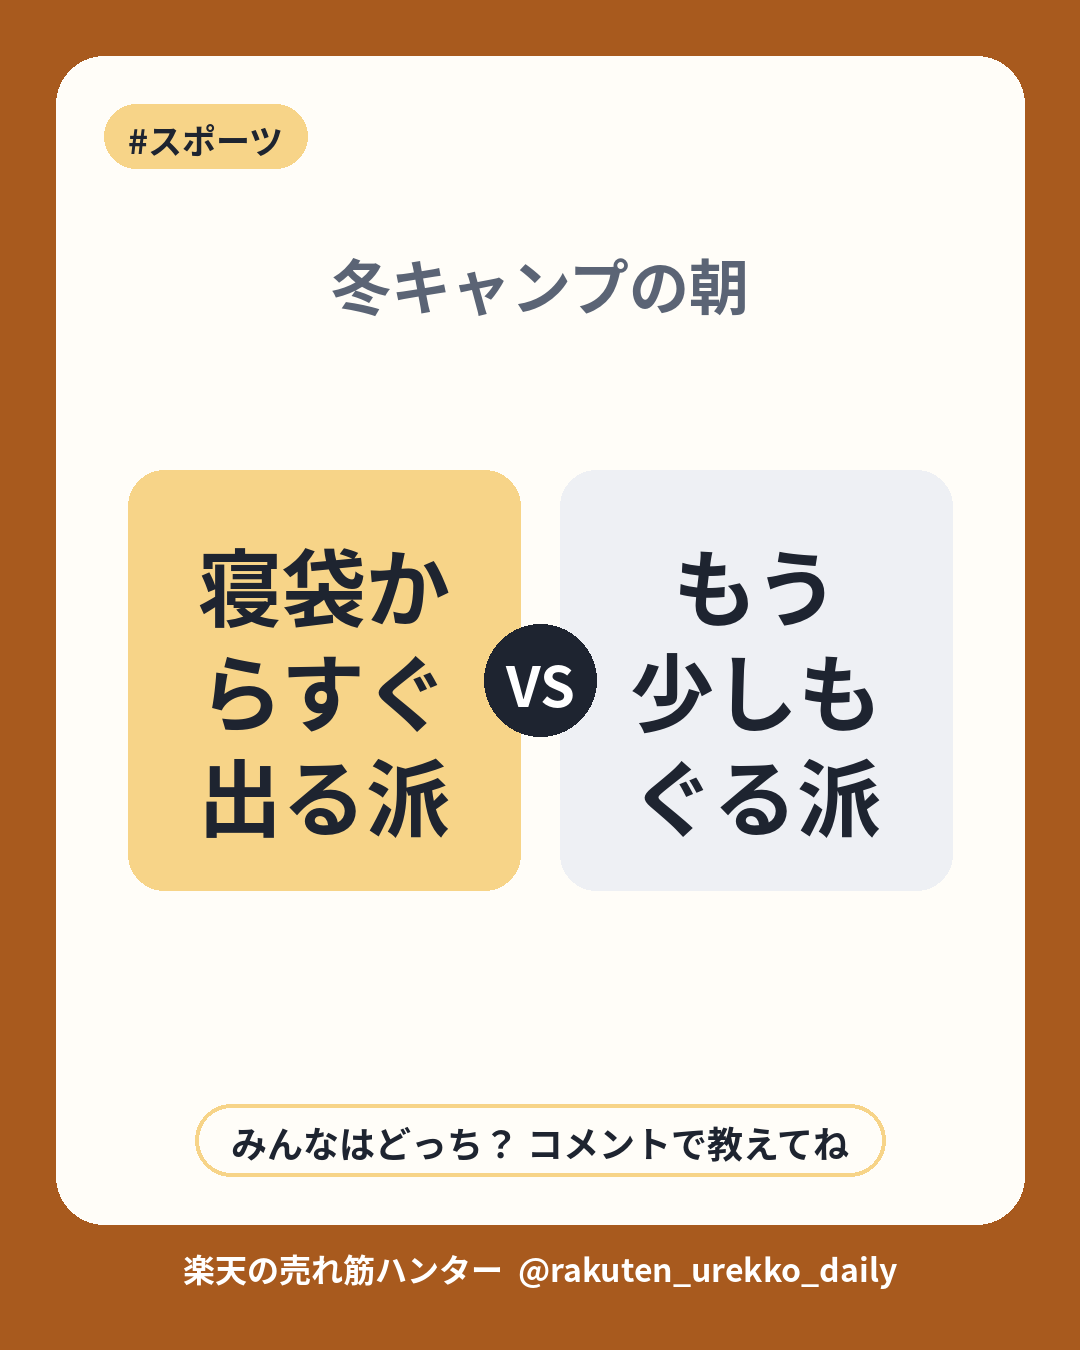 #スポーツ
冬キャンプの朝
寝袋か
らすぐ
出る派
VS
もう
少しも
ぐる派
みんなはどっち？ コメントで教えてね
楽天の売れ筋ハンター @rakuten_urekko_daily